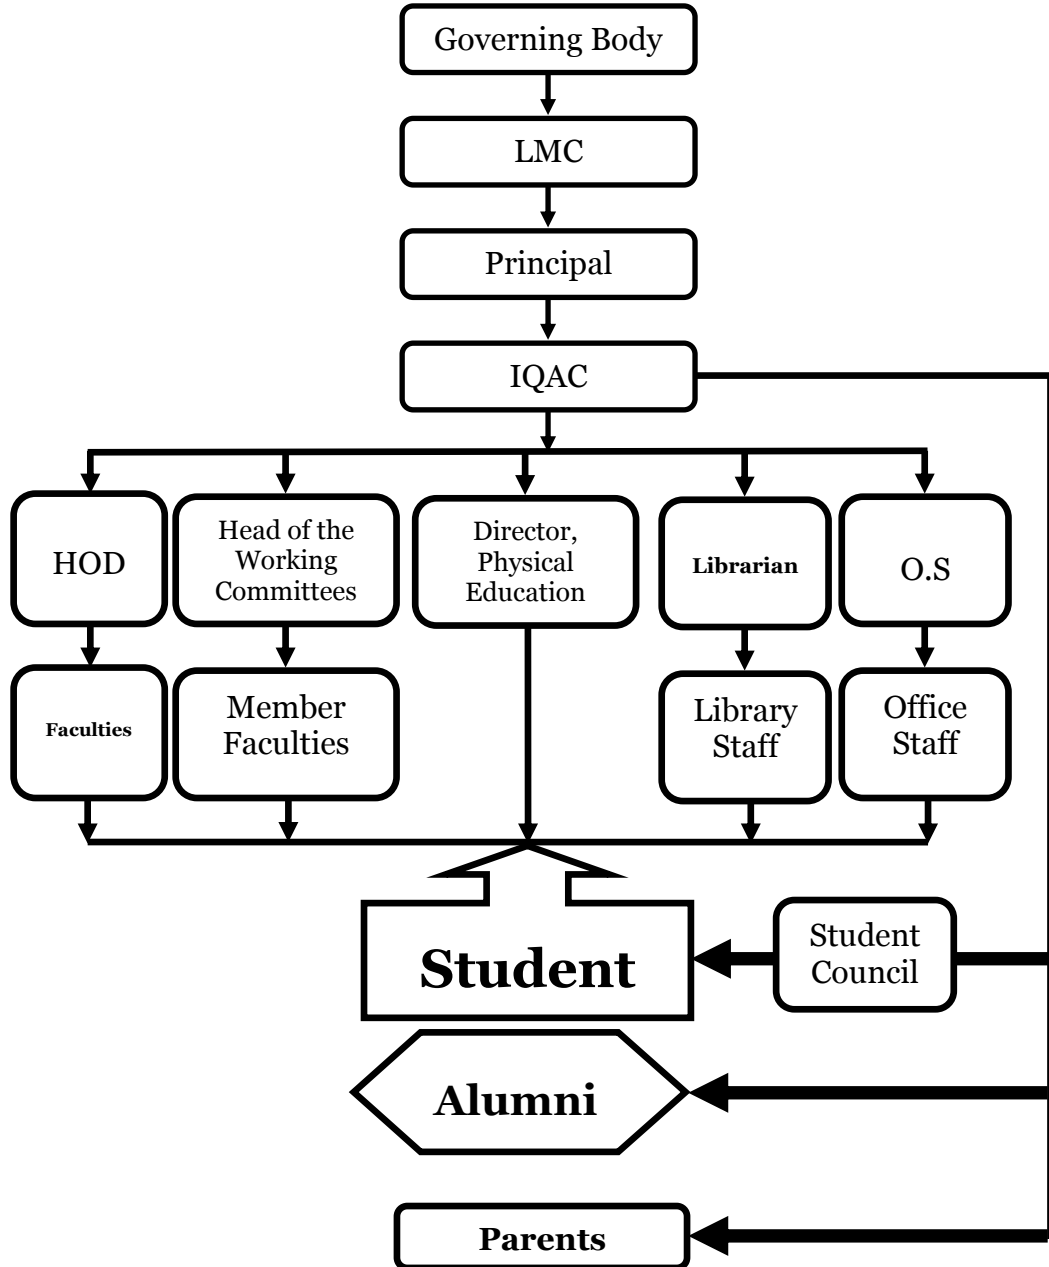 Governing Body
LMC
Principal
IQAC
HOD
Head of the
Working
Committees
Director,
Physical
Education
Librarian
O.S
Faculties
Member
Faculties
Library
Staff
Office
Staff
Student
Student
Council
Alumni
Parents